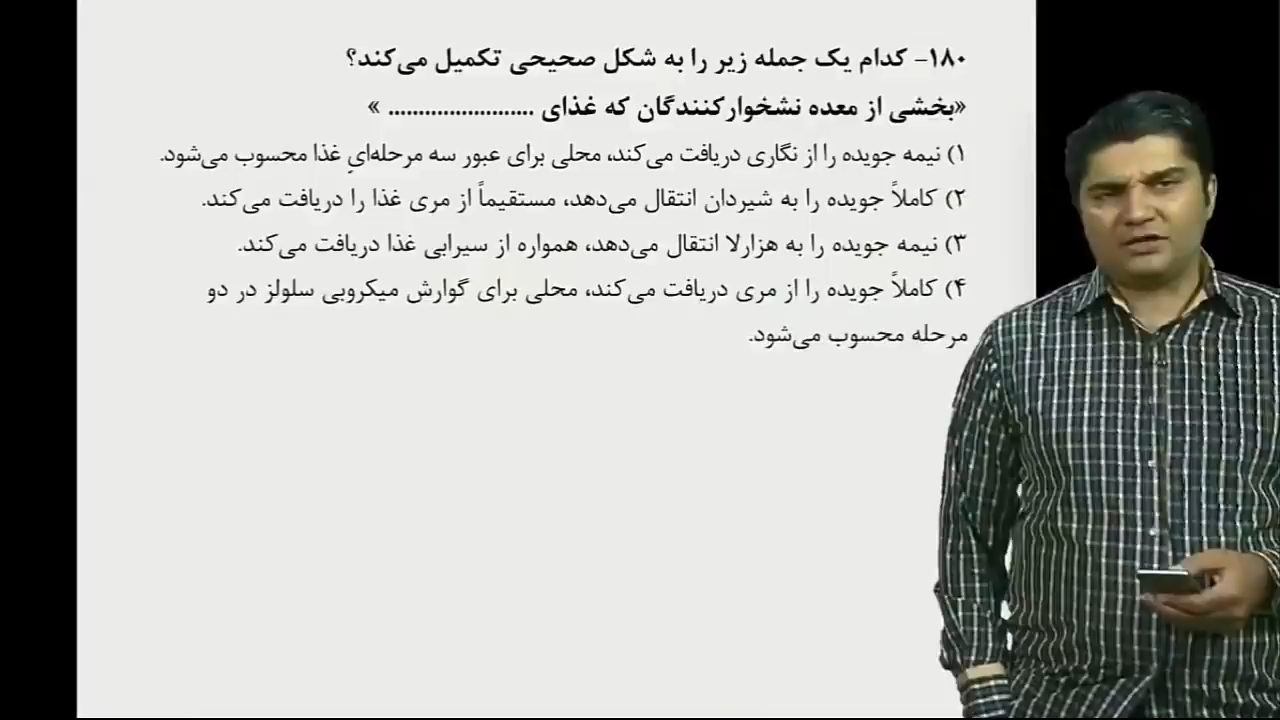 ۱۸۰- کدام یک جمله زیر را به شکل صحیحی تکمیل می‌کند؟
«بخشی از معده نشخوارکنندگان که غذای ........................ »
۱) نیمه جویده را از نگاری دریافت می‌کند، محلی برای عبور سه مرحله‌ایِ غذا محسوب می‌شود.
۲) کاملاً جویده را به شیردان انتقال می‌دهد، مستقیماً از مری غذا را دریافت می‌کند.
۳) نیمه جویده را به هزارلا انتقال می‌دهد، همواره از سیرابی غذا دریافت می‌کند.
۴) کاملاً جویده را از مری دریافت می‌کند، محلی برای گوارش میکروبی سلولز در دو
مرحله محسوب می‌شود.